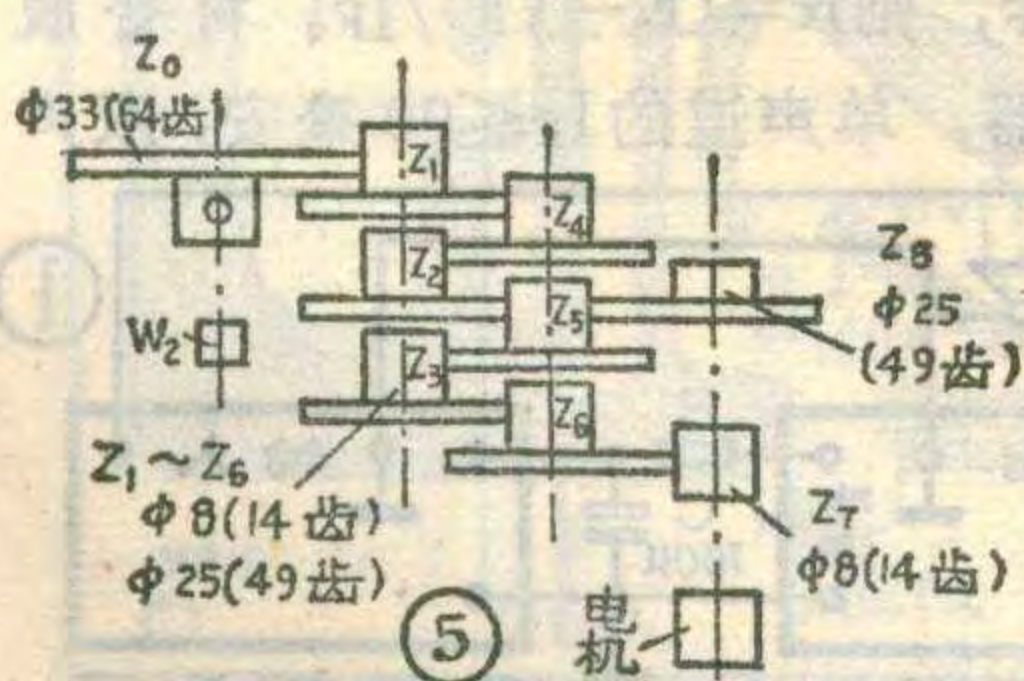 Z₀
Φ33(64齿)
Z₁
Z₄
Z₂
Z₈
Φ25
(49齿)
Z₅
W₂
Z₃
Z₆
Z₁~Z₆
Φ8(14齿)
Φ25(49齿)
Z₇
Φ8(14齿)
电机
⑤